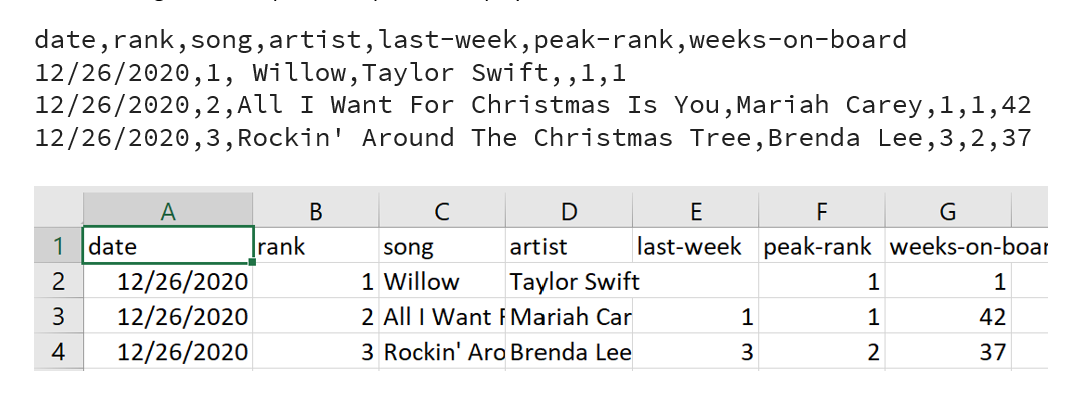 date,rank,song,artist,last-week,peak-rank,weeks-on-board
12/26/2020,1, Willow,Taylor Swift,,1,1
12/26/2020,2,All I Want For Christmas Is You,Mariah Carey,1,1,42
12/26/2020,3,Rockin' Around The Christmas Tree,Brenda Lee,3,2,37
A B C D E F G
1 date rank song artist last-week peak-rank weeks-on-boar
2 12/26/2020 1 Willow Taylor Swift 1 1
3 12/26/2020 2 All I Want F Mariah Car 1 1 42
4 12/26/2020 3 Rockin' Aro Brenda Lee 3 2 37